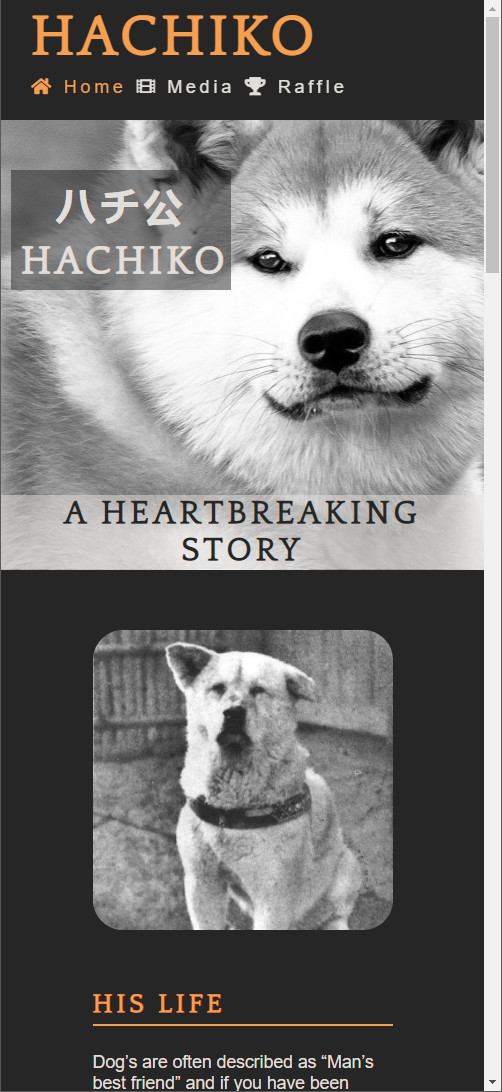 HACHIKO
Home Media Raffle
ハチ公
HACHIKO
A HEARTBREAKING
STORY
HIS LIFE
Dog’s are often described as “Man’s
best friend” and if you have been